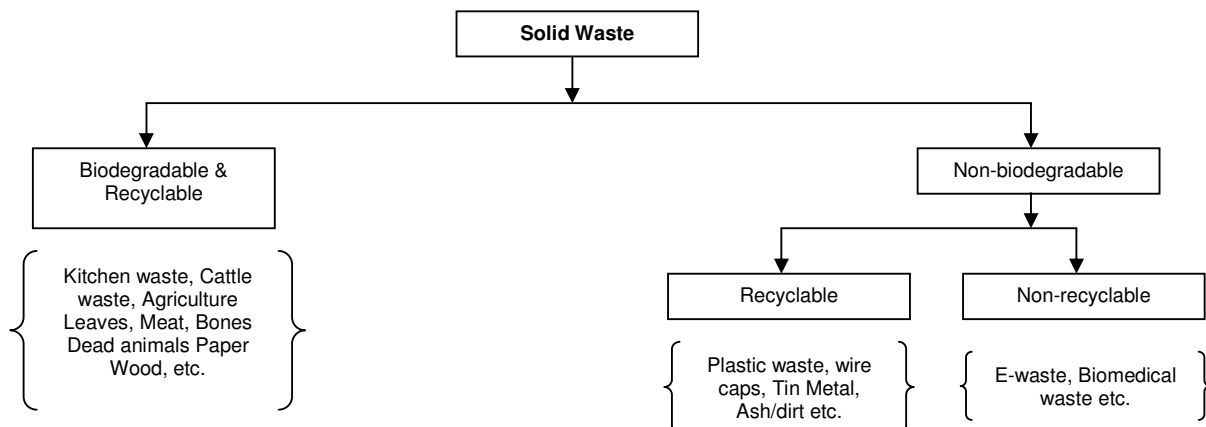 Solid Waste
Biodegradable &
Recyclable
Non-biodegradable
Kitchen waste, Cattle
waste, Agriculture
Leaves, Meat, Bones
Dead animals Paper
Wood, etc.
Recyclable
Non-recyclable
Plastic waste, wire
caps, Tin Metal,
Ash/dirt etc.
E-waste, Biomedical
waste etc.